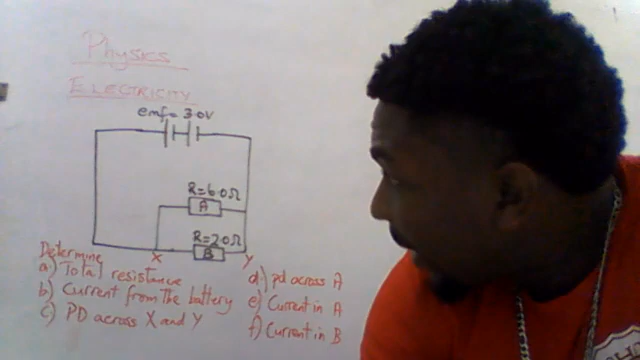 Physics
ELECTRICITY
emf = 3.0V
R=6.0Ω
A
R=2.0Ω
B
X Y
Determine
a) Total resistance
b) Current from the battery
c) PD across X and Y
d) pd across A
e) Current in A
f) Current in B